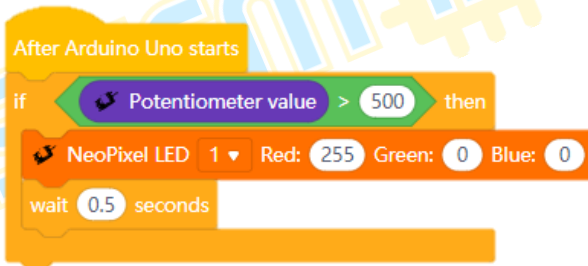 After Arduino Uno starts
if Potentiometer value > 500 then
NeoPixel LED 1 Red: 255 Green: 0 Blue: 0
wait 0.5 seconds